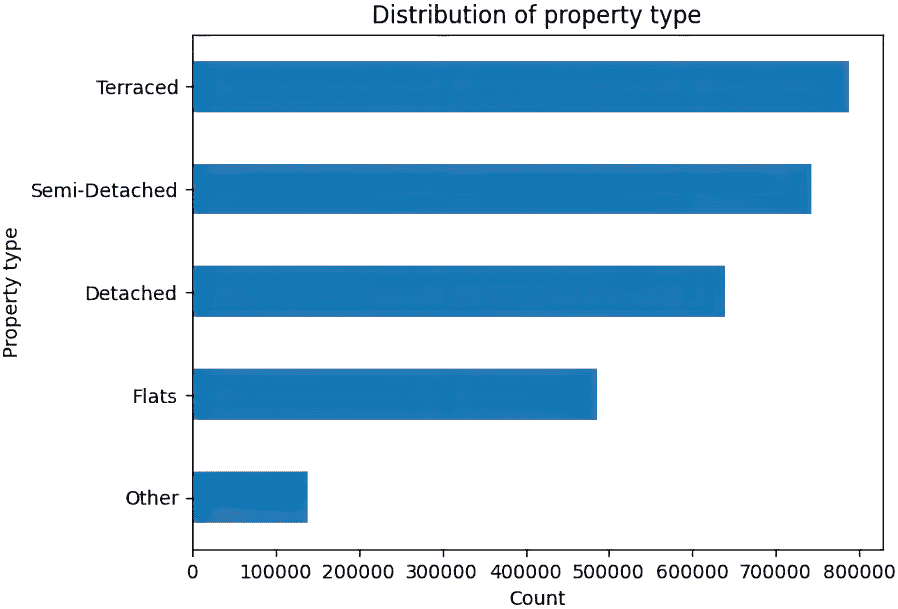 Distribution of property type
Terraced
Semi-Detached
Detached
Flats
Other
Property type
0 100000 200000 300000 400000 500000 600000 700000 800000
Count